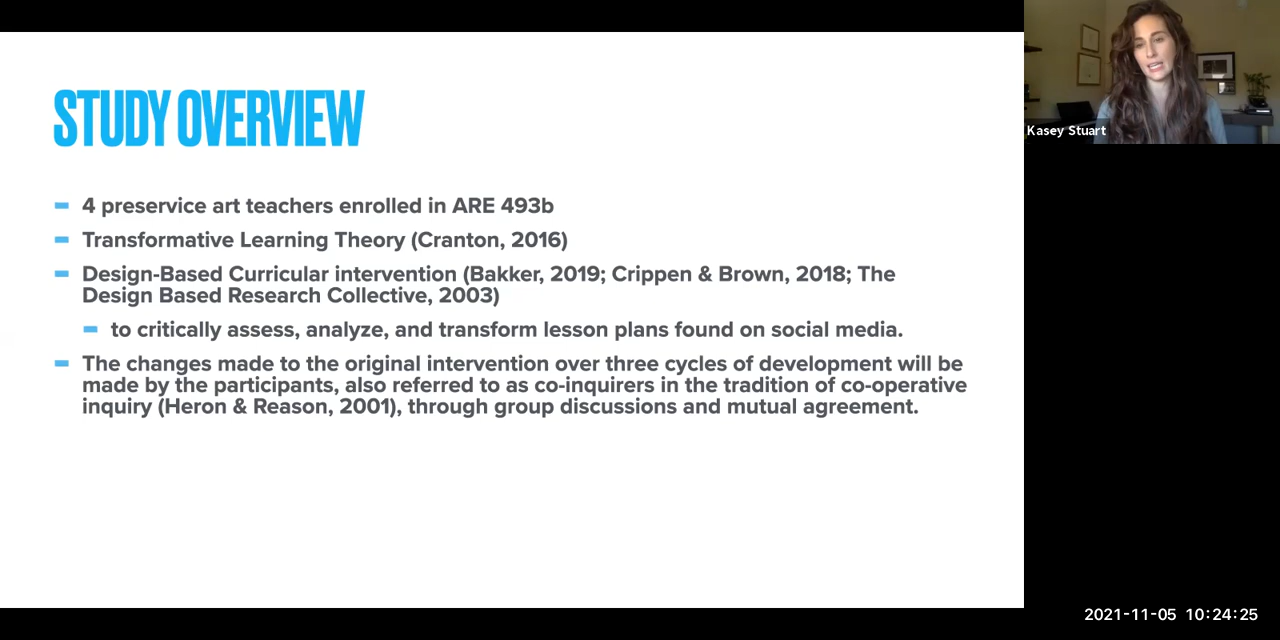 STUDY OVERVIEW
4 preservice art teachers enrolled in ARE 493b
Transformative Learning Theory (Cranton, 2016)
Design-Based Curricular intervention (Bakker, 2019; Crippen & Brown, 2018; The
Design Based Research Collective, 2003)
to critically assess, analyze, and transform lesson plans found on social media.
The changes made to the original intervention over three cycles of development will be
made by the participants, also referred to as co-inquirers in the tradition of co-operative
inquiry (Heron & Reason, 2001), through group discussions and mutual agreement.
Kasey Stuart
2021-11-05 10:24:25